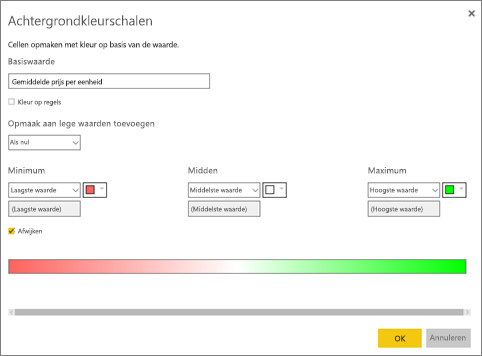 Achtergrondkleurschalen
Cellen opmaken met kleur op basis van de waarde.
Basiswaarde
Gemiddelde prijs per eenheid
Kleur op regels
Opmaak aan lege waarden toevoegen
Als nul
Minimum Midden Maximum
Laagste waarde Middelste waarde Hoogste waarde
(Laagste waarde) (Middelste waarde) (Hoogste waarde)
Afwijken
OK Annuleren